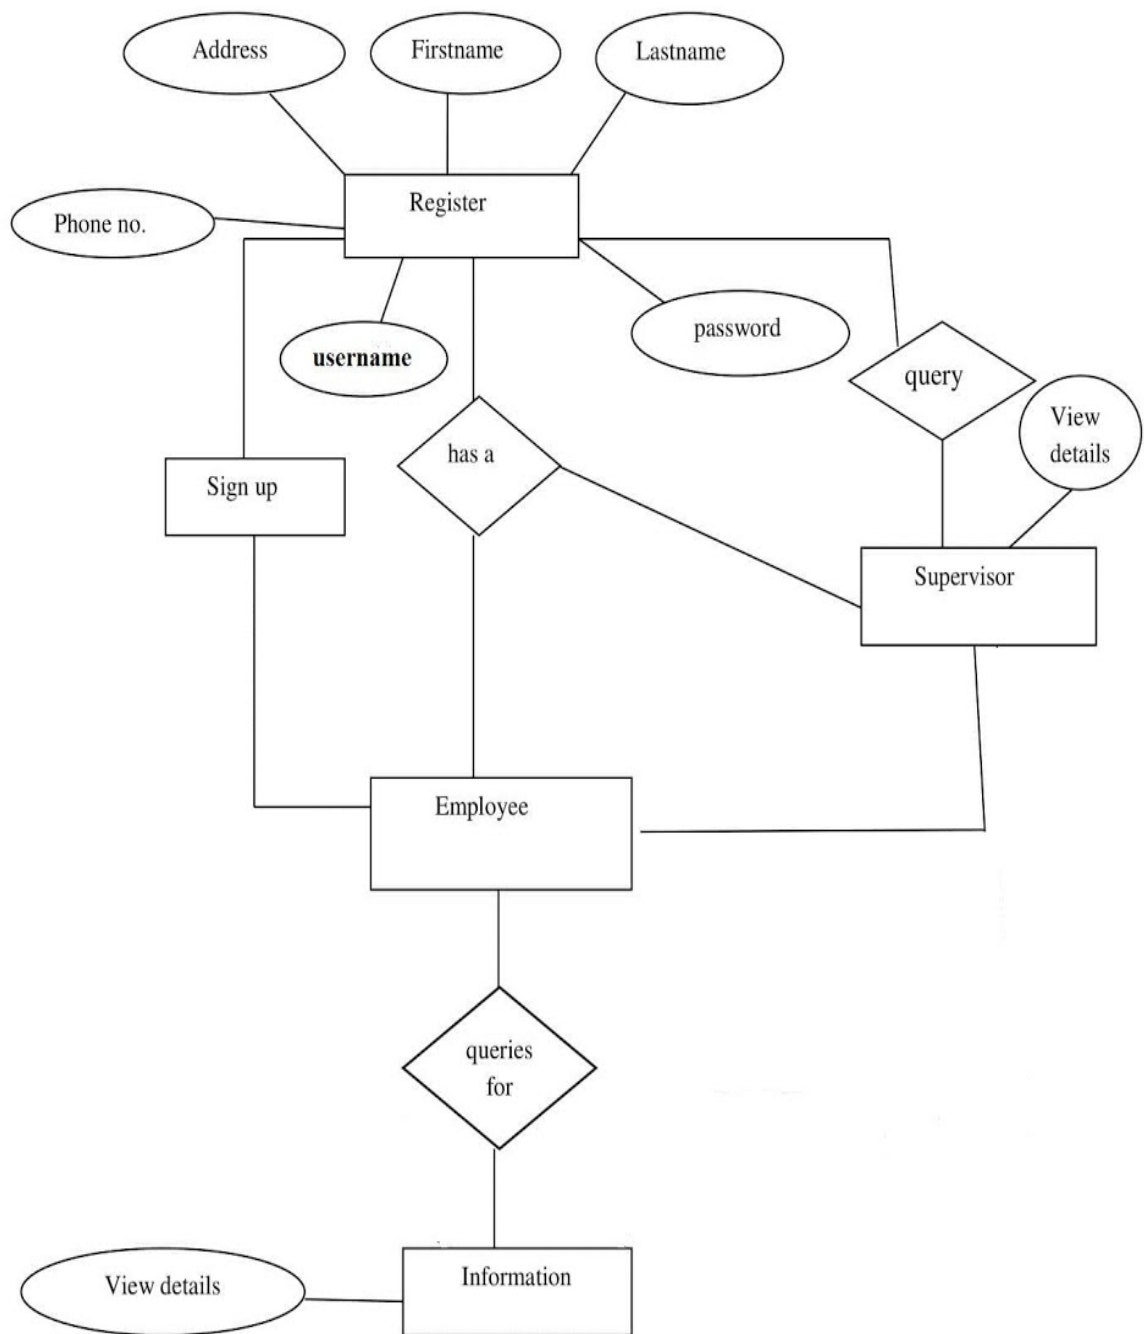 Address
Firstname
Lastname
Register
Phone no.
username
password
query
View
details
has a
Sign up
Supervisor
Employee
queries
for
View details
Information